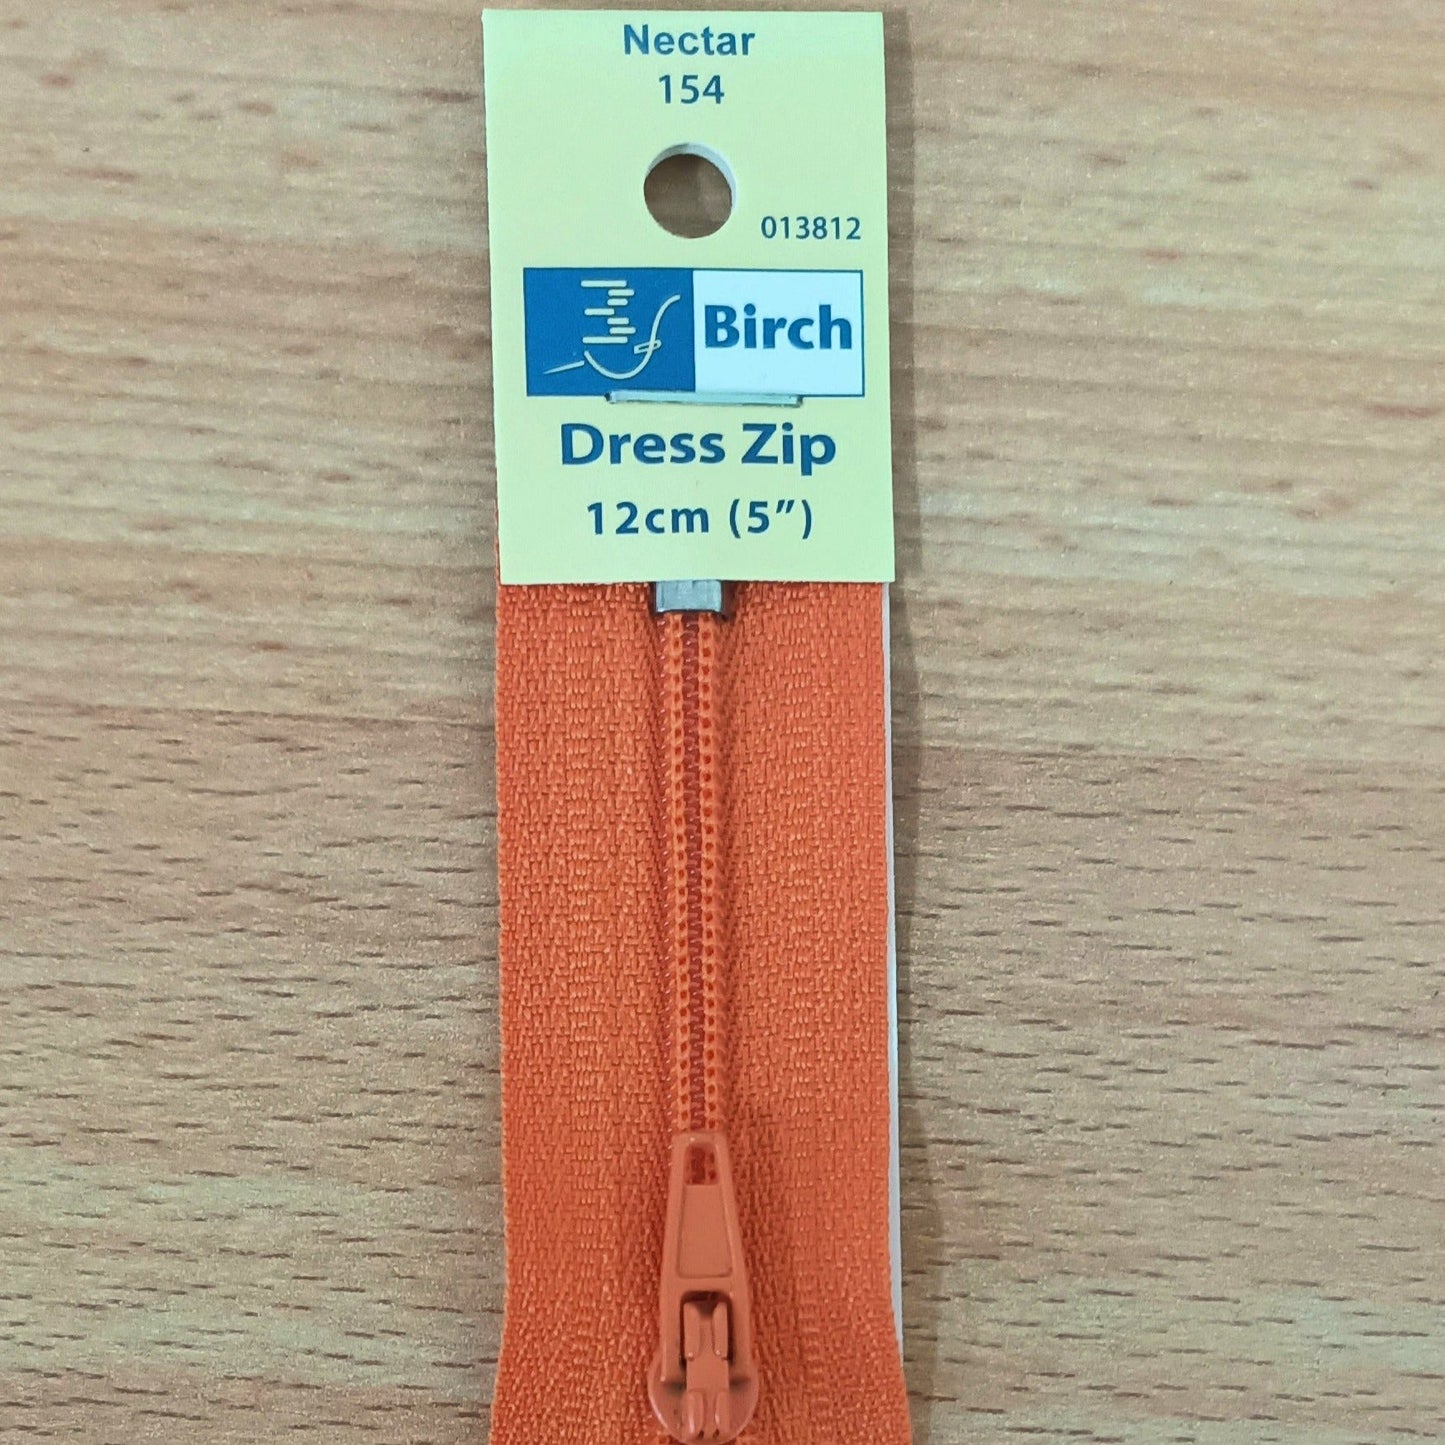 Nectar
154
013812
Birch
Dress Zip
12cm (5”)